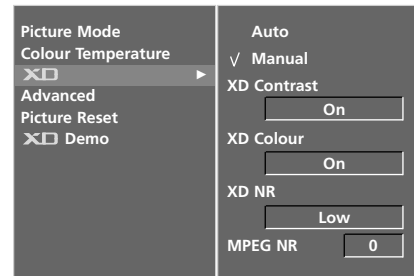 Picture Mode
Colour Temperature
XD
Advanced
Picture Reset
XD Demo
Auto
√ Manual
XD Contrast
On
XD Colour
On
XD NR
Low
MPEG NR 0